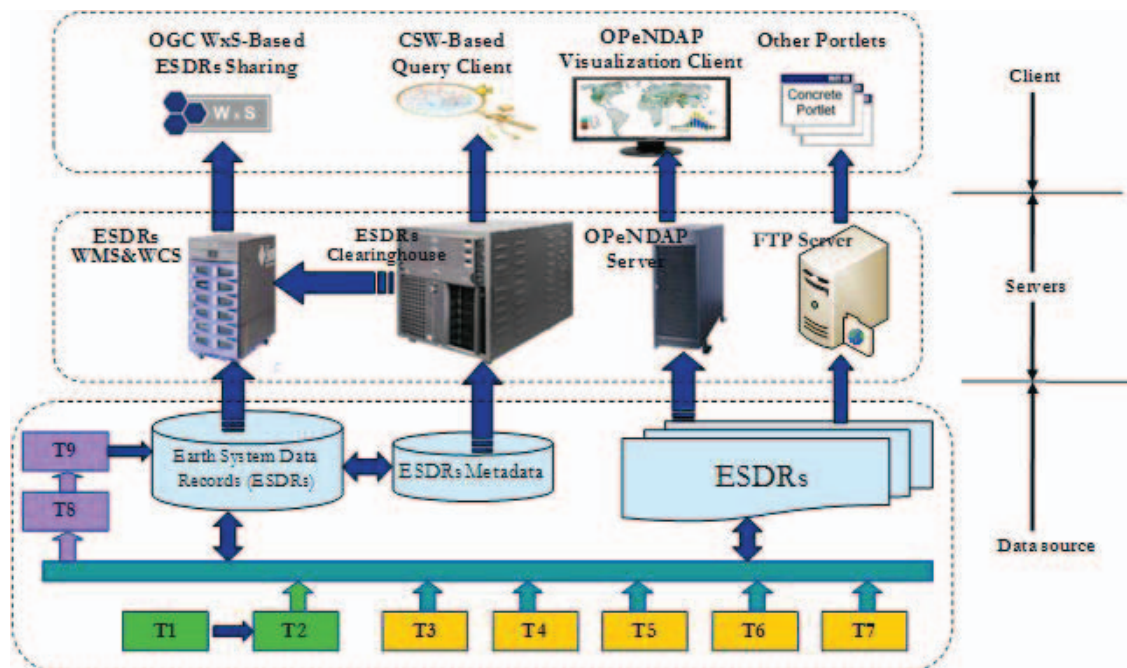 OGC WxS-Based
ESDRs Sharing
CSW-Based
Query Client
OPeNDAP
Visualization Client
Other Portlets
W x S
Concrete
Portlet
Client
ESDRs
WMS&WCS
ESDRs
Clearinghouse
OPeNDAP
Server
FTP Server
Servers
T9
T8
Earth System Data
Records (ESDRs)
ESDRs Metadada
ESDRs
Data source
T1
T2
T3
T4
T5
T6
T7